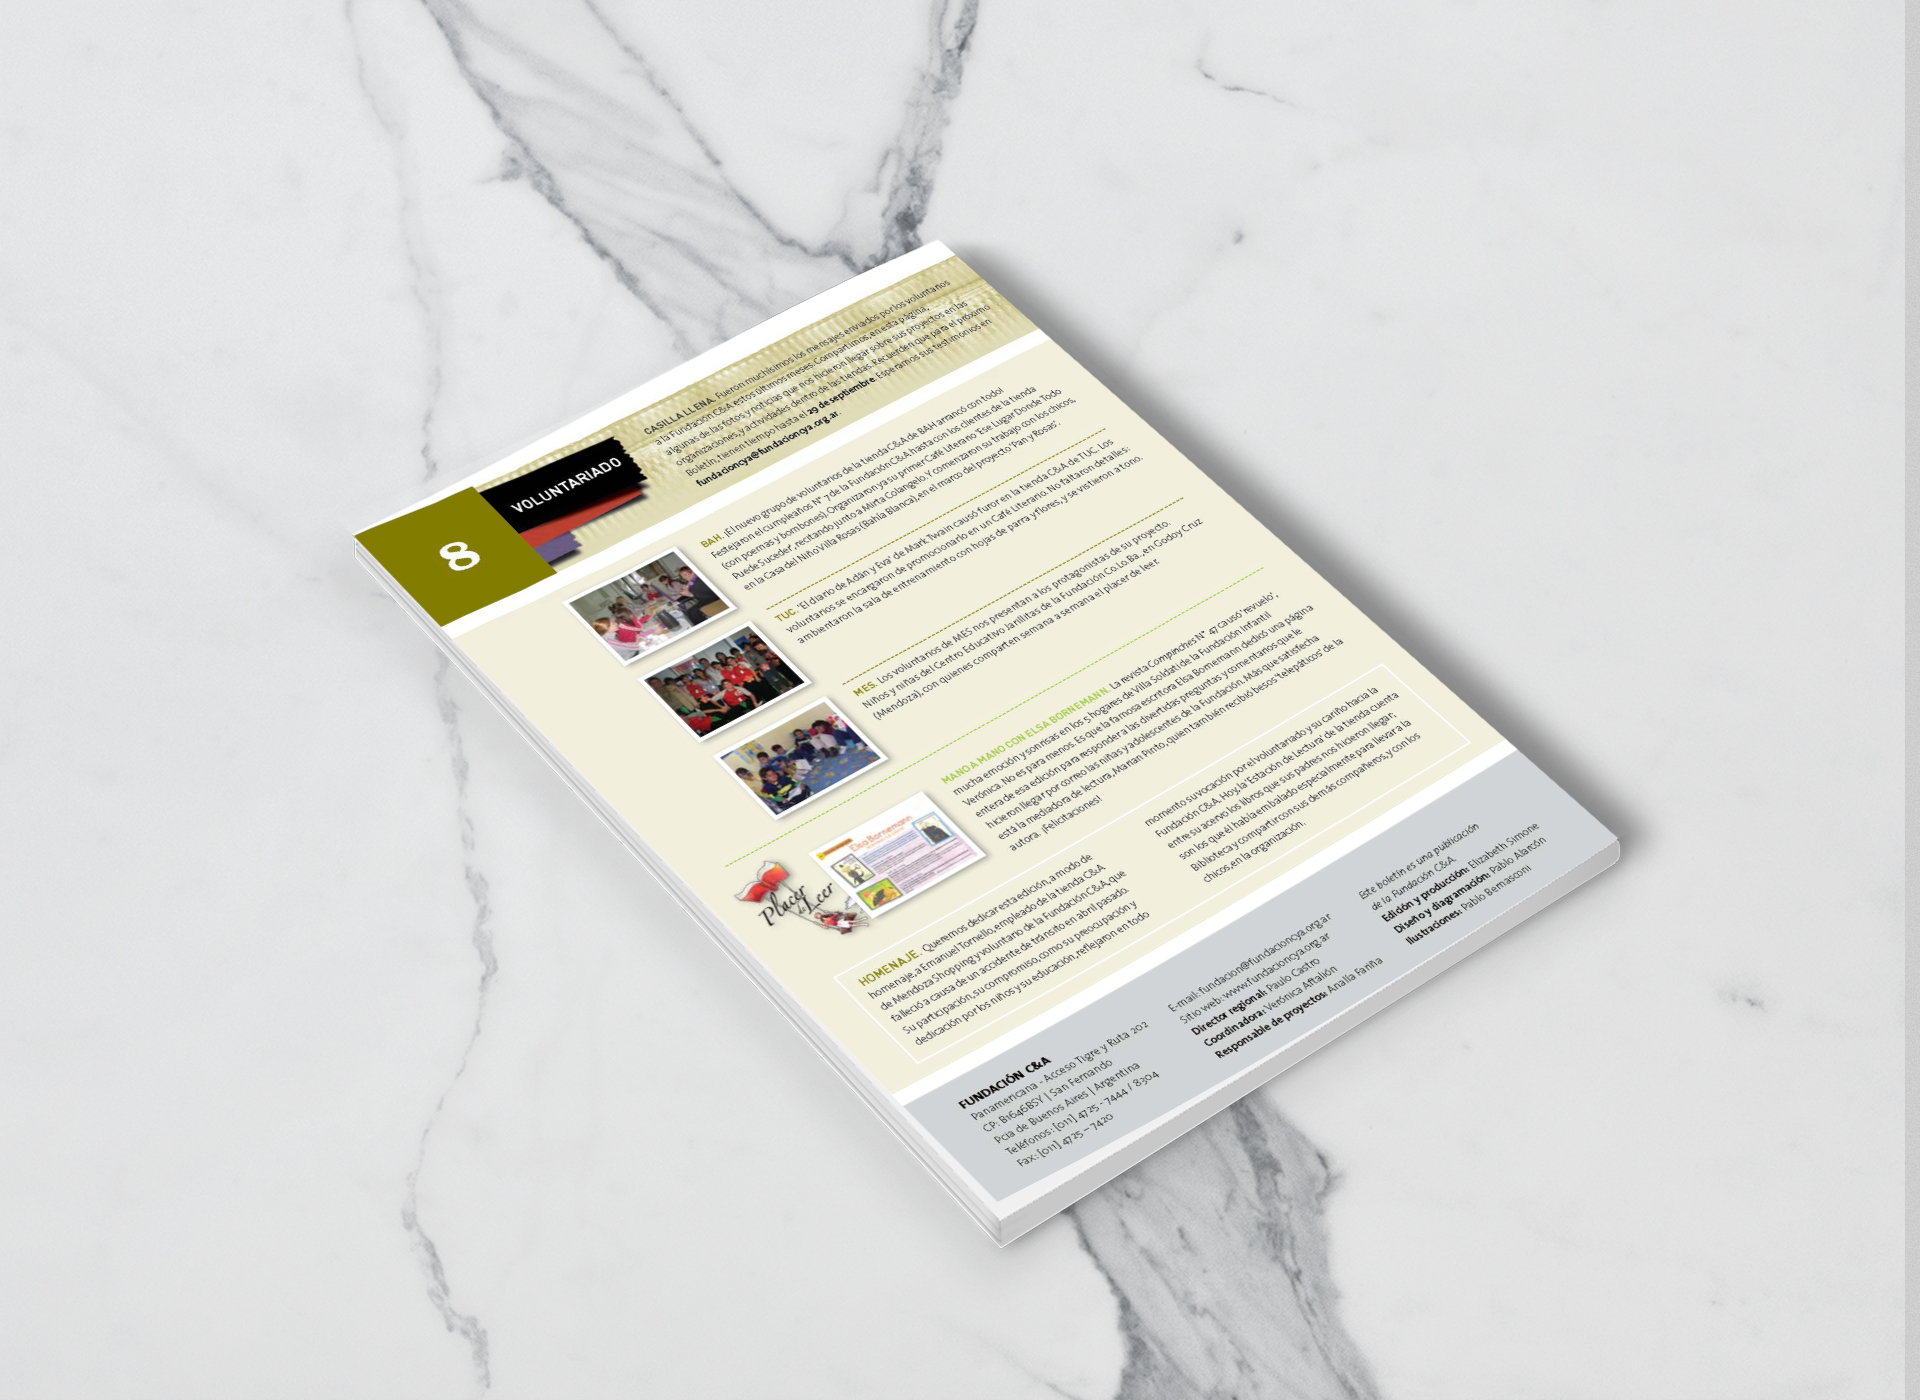 8
VOLUNTARIADO
CASILLA LLENA. Fueron muchísimos los mensajes enviados por los voluntarios
a la Fundación C&A estos últimos meses. Compartimos, en esta página,
algunas de las fotos y noticias que nos hicieron llegar sobre sus proyectos en las
organizaciones, y actividades dentro de las tiendas. Recuerden que para el próximo
Boletín, tienen tiempo hasta el 29 de septiembre. Esperamos sus testimonios en
fundacioncya@fundacioncya.org.ar.
BAH. ¡El nuevo grupo de voluntarios de la tienda C&A de BAH arrancó con todo!
Festejaron el cumpleaños N° 7 de la Fundación C&A hasta con los clientes de la tienda
(con poemas y bombones). Organizaron ya su primer Café Literario 'Ese Lugar Donde Todo
Puede Suceder', recitando junto a Mirta Colangelo. Y comenzaron su trabajo con los chicos,
en la Casa del Niño Villa Rosas (Bahía Blanca), en el marco del proyecto 'Pan y Rosas'.
TUC. 'El diario de Adán y Eva' de Mark Twain causó furor en la tienda C&A de TUC. Los
voluntarios se encargaron de promocionarlo en un Café Literario. No faltaron detalles:
ambientaron la sala de entrenamiento con hojas de parra y flores, y se vistieron a tono.
MES. Los voluntarios de MES nos presentan a los protagonistas de su proyecto.
Niños y niñas del Centro Educativo Jarillitas de la Fundación Co.Lo.Ba., en Godoy Cruz
(Mendoza), con quienes comparten semana a semana el placer de leer.
MANO A MANO CON ELSA BORNEMANN. La revista Compinches N° 47 causó 'revuelo',
mucha emoción y sonrisas en los 5 hogares de Villa Soldati de la Fundación Infantil
Verónica. No es para menos. Es que la famosa escritora Elsa Bornemann dedicó una página
entera de esa edición para responder a las divertidas preguntas y comentarios que le
hicieron llegar por correo las niñas y adolescentes de la Fundación. Más que satisfecha
está la mediadora de lectura, Marian Pinto, quien también recibió besos 'telepáticos' de la
autora. ¡Felicitaciones!
Placer
de Leer
Elsa Bornemann
HOMENAJE. Queremos dedicar esta edición, a modo de
homenaje, a Emanuel Tornello, empleado de la tienda C&A
de Mendoza Shopping y voluntario de la Fundación C&A, que
falleció a causa de un accidente de tránsito en abril pasado.
Su participación, su compromiso, como su preocupación y
dedicación por los niños y su educación, reflejaron en todo
momento su vocación por el voluntariado y su cariño hacia la
Fundación C&A. Hoy, la 'Estación de Lectura' de la tienda cuenta
entre su acervo los libros que sus padres nos hicieron llegar;
son los que él había embalado especialmente para llevar a la
Biblioteca y compartir con sus demás compañeros, y con los
chicos, en la organización.
FUNDACIÓN C&A
Panamericana - Acceso Tigre y Ruta 202
CP: B1646BSY | San Fernando
Pcia de Buenos Aires | Argentina
Teléfonos: [011] 4725 - 7444 / 8304
Fax: [011] 4725 – 7420
E-mail: fundacion@fundacioncya.org.ar
Sitio web: www.fundacioncya.org.ar
Director regional: Paulo Castro
Coordinadora: Verónica Aftalión
Responsable de proyectos: Analía Fariña
Este boletín es una publicación
de la Fundación C&A.
Edición y producción: Elizabeth Simone
Diseño y diagramación: Pablo Alarcón
Ilustraciones: Pablo Bernasconi